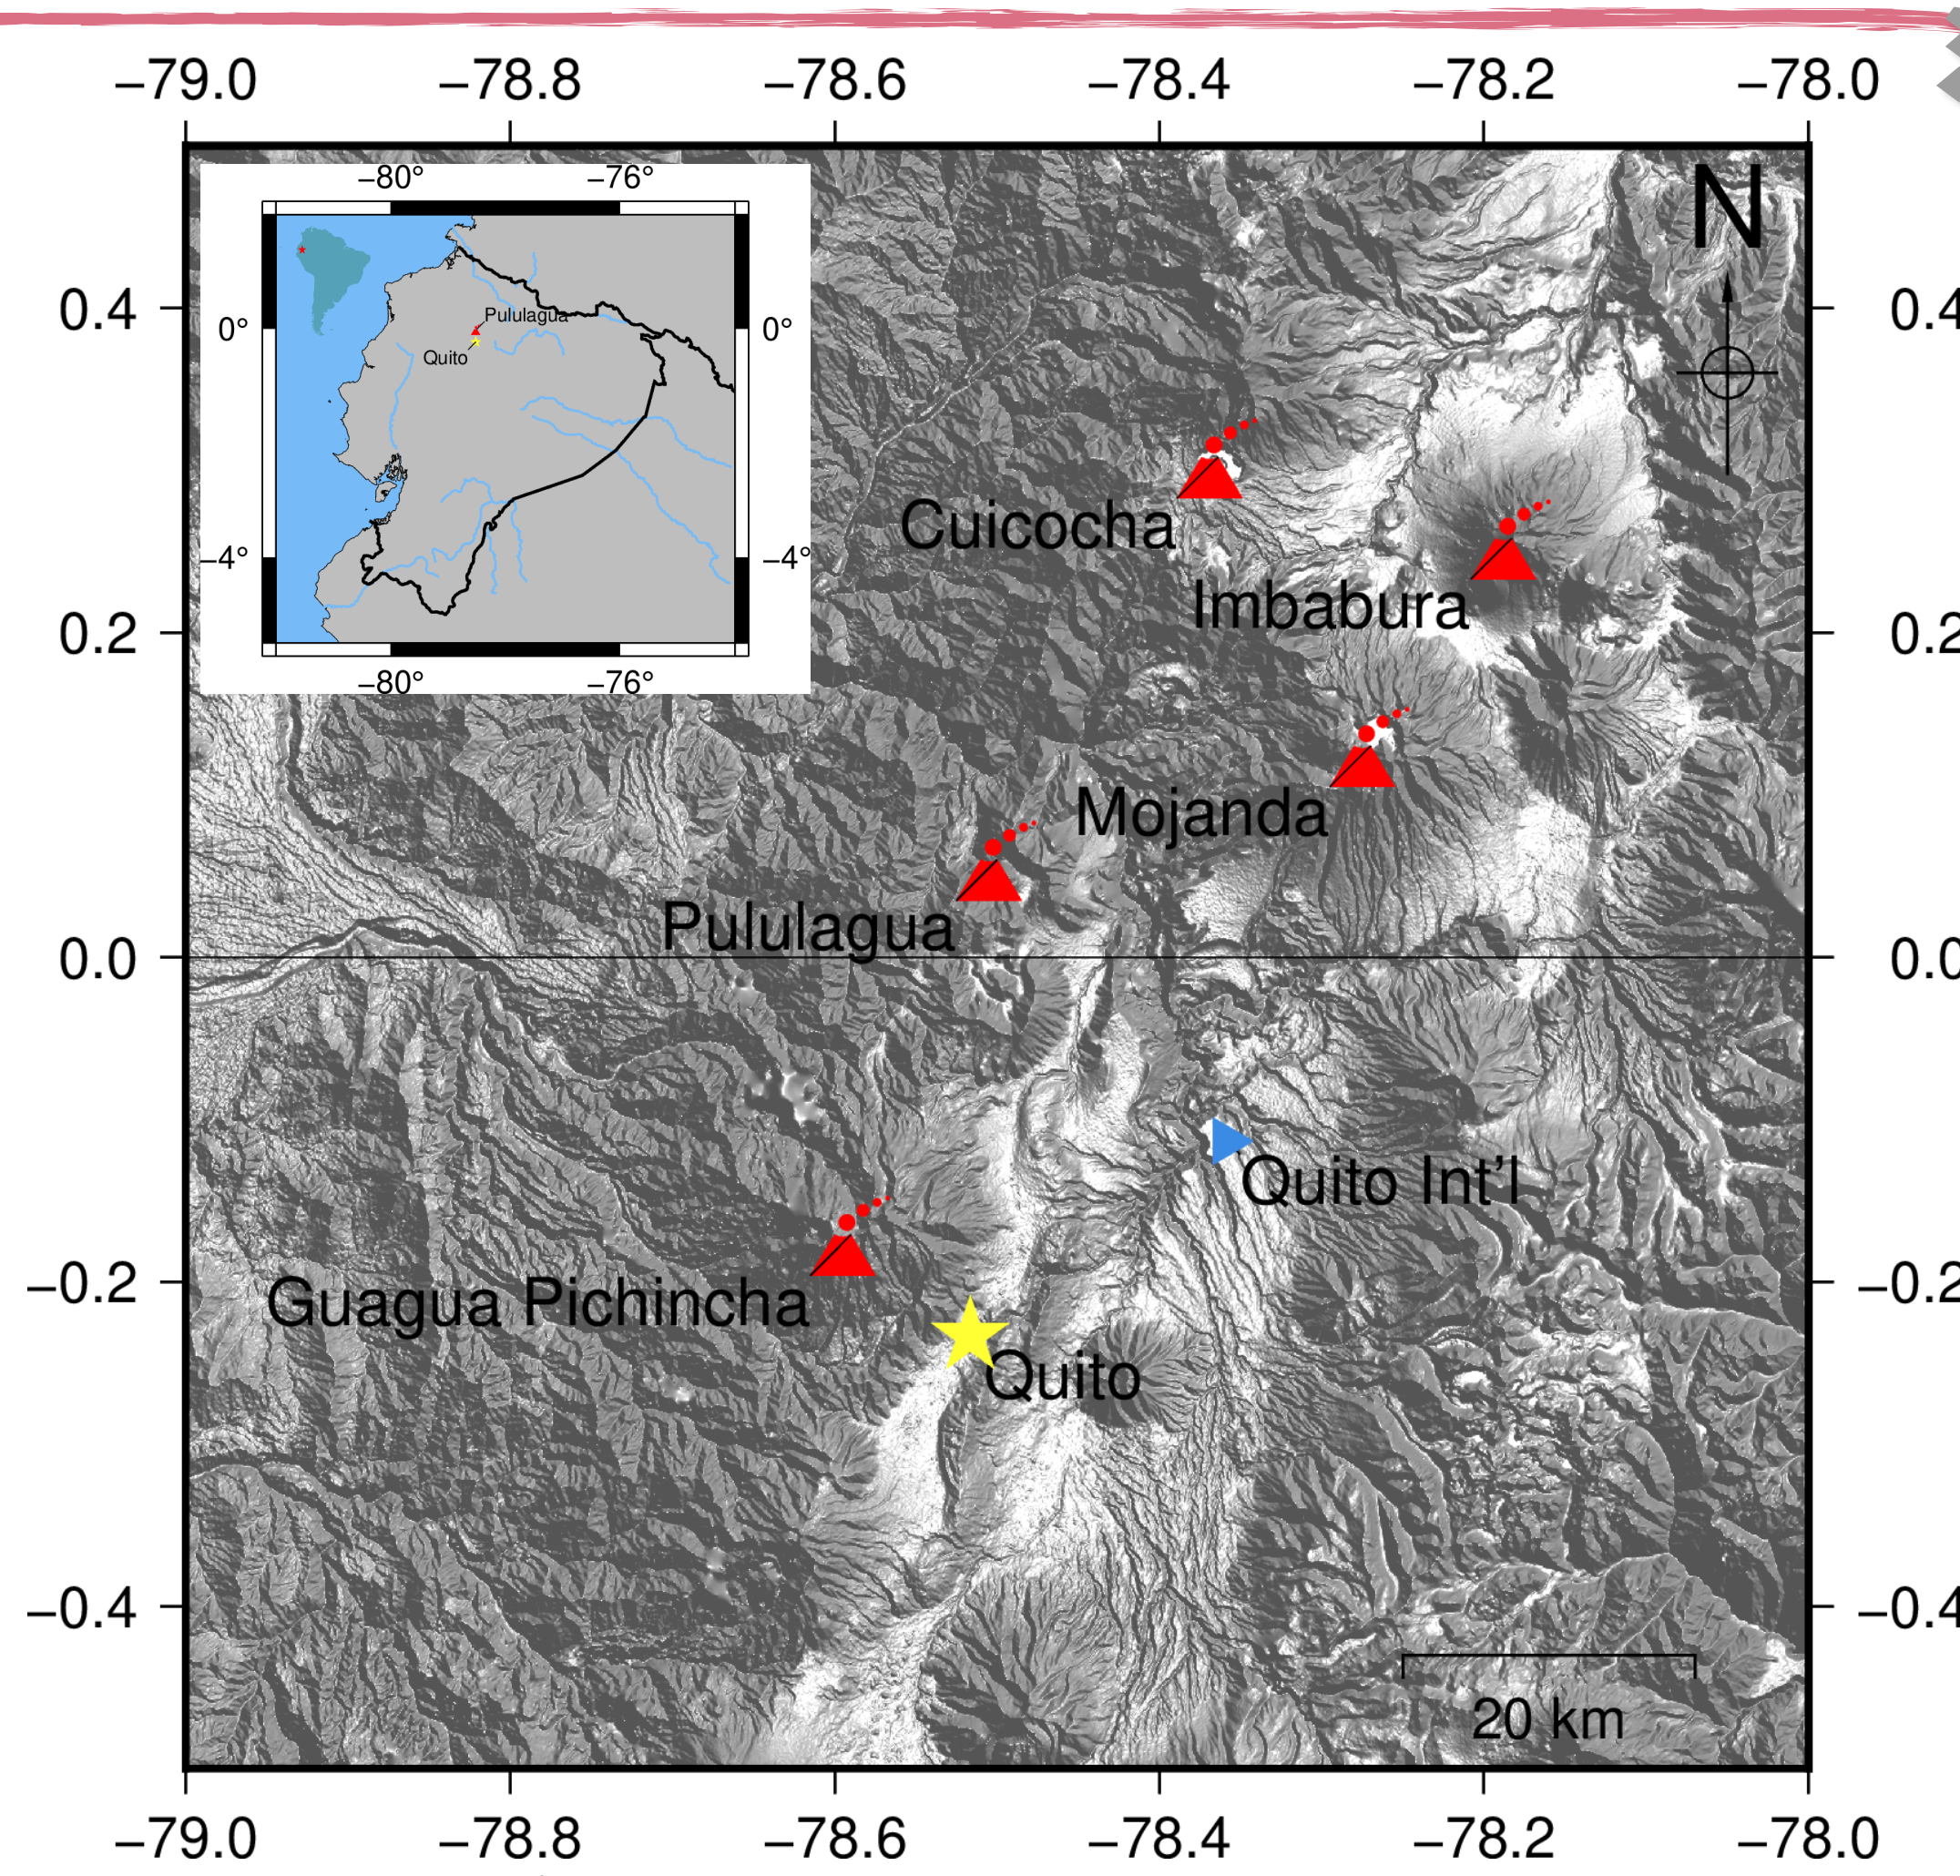 −79.0 −78.8 −78.6 −78.4 −78.2 −78.0
N
−80° −76°
Pululagua
0° 0°
Quito
−4° −4°
−80° −76°
0.4 0.4
Cuicocha
Imbabura
0.2 0.2
Mojanda
Pululagua
0.0 0.0
Quito Int'l
−0.2 −0.2
Guagua Pichincha
Quito
−0.4 −0.4
20 km
−79.0 −78.8 −78.6 −78.4 −78.2 −78.0